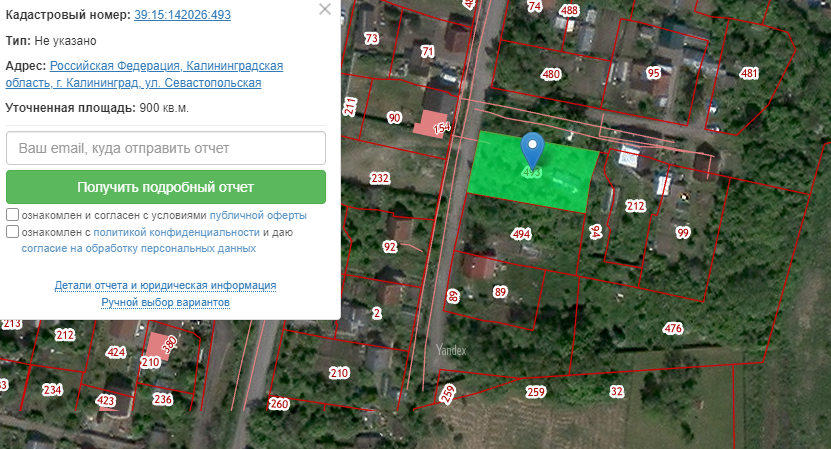 Кадастровый номер: 39:15:142026:493
Тип: Не указано
Адрес: Российская Федерация, Калининградская
область, г. Калининград, ул. Севастопольская
Уточненная площадь: 900 кв.м.
Ваш email, куда отправить отчет
Получить подробный отчет
ознакомлен и согласен с условиями публичной оферты
ознакомлен с политикой конфиденциальности и даю
согласие на обработку персональных данных
Детали отчета и юридическая информация
Ручной выбор вариантов
74
488
73
71
480
95
481
211
90
154
232
493
212
94
99
494
92
89
89
2
476
213
212
424
210
380
234
423
236
210
260
259
259
32
Yandex